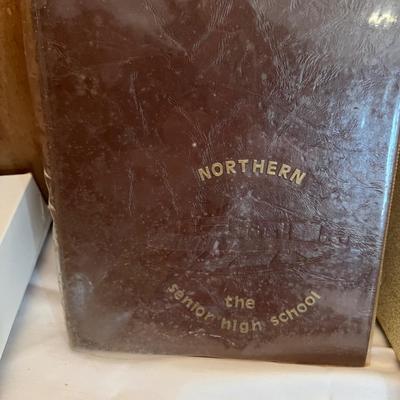 NORTHERN
the
senior high school